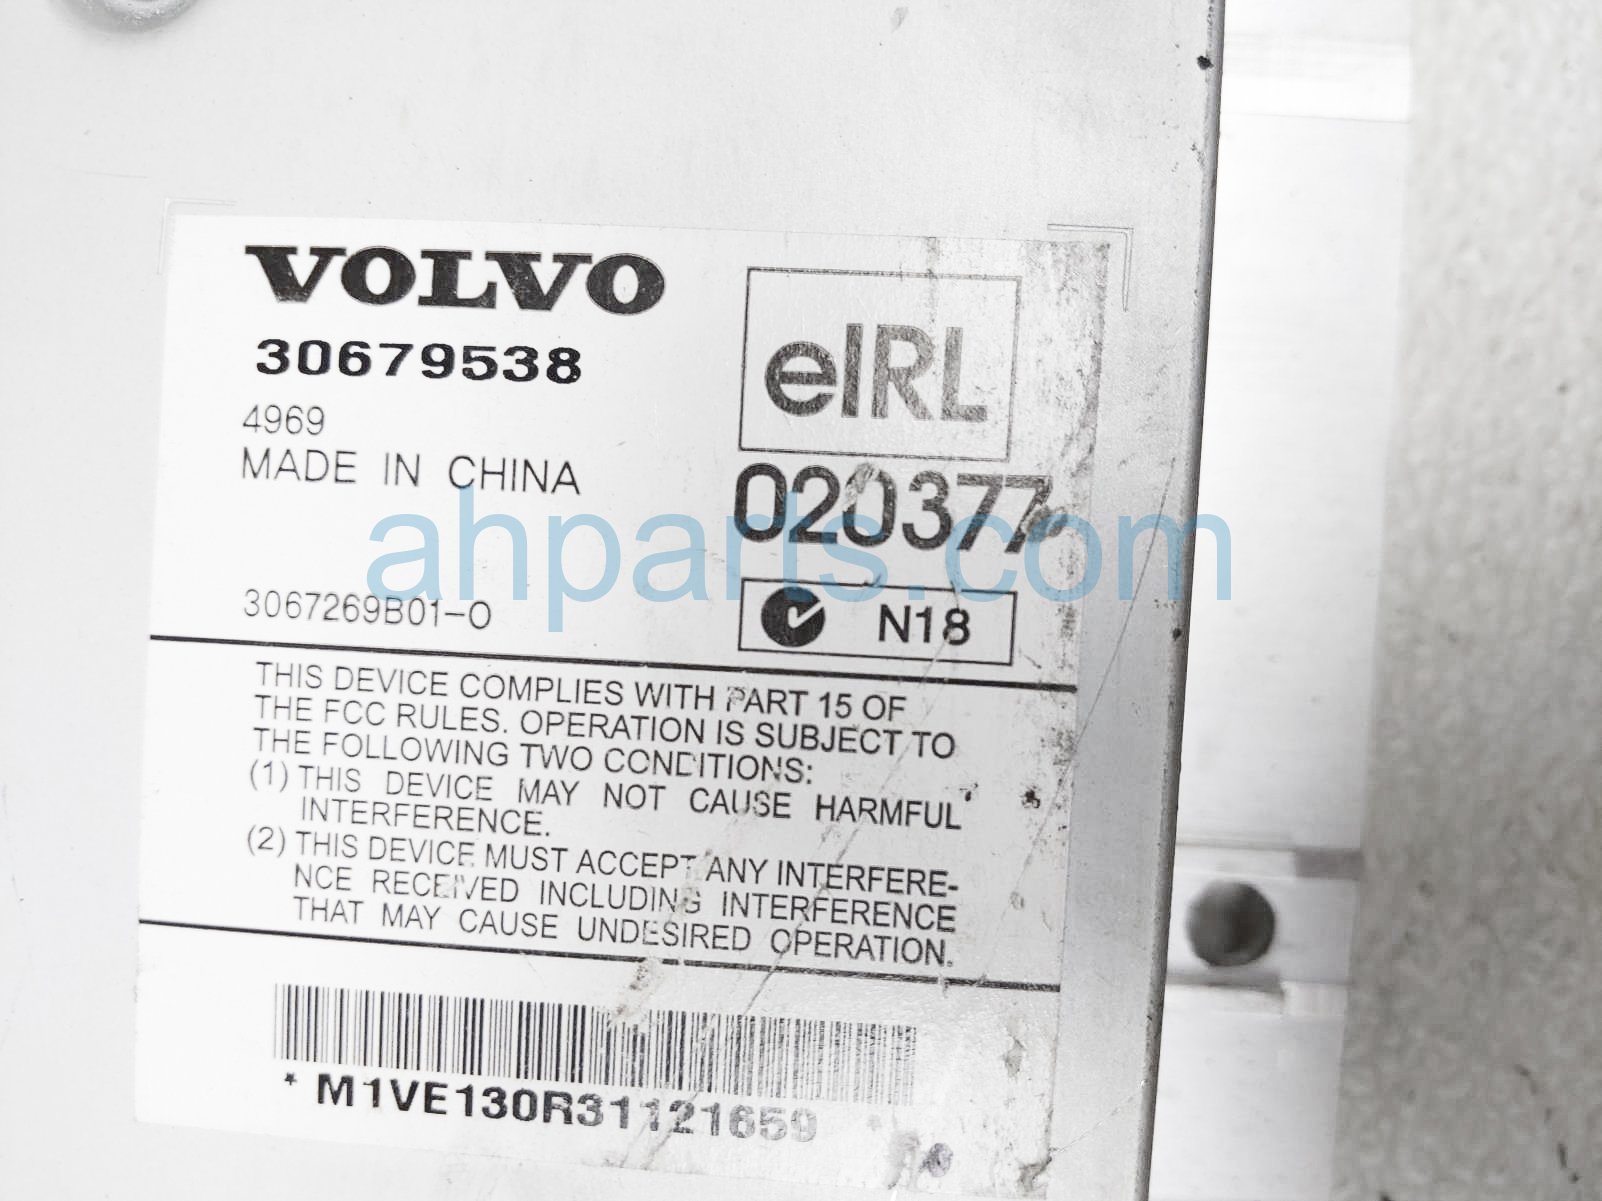 VOLVO
30679538
4969
MADE IN CHINA
3067269B01-0
eIRL
020377
N18
ahparts.com
THIS DEVICE COMPLIES WITH PART 15 OF
THE FCC RULES. OPERATION IS SUBJECT TO
THE FOLLOWING TWO CONDITIONS:
(1) THIS DEVICE MAY NOT CAUSE HARMFUL
INTERFERENCE.
(2) THIS DEVICE MUST ACCEPT ANY INTERFERE-
NCE RECEIVED INCLUDING INTERFERENCE
THAT MAY CAUSE UNDESIRED OPERATION.
* M1VE130R31121659 *